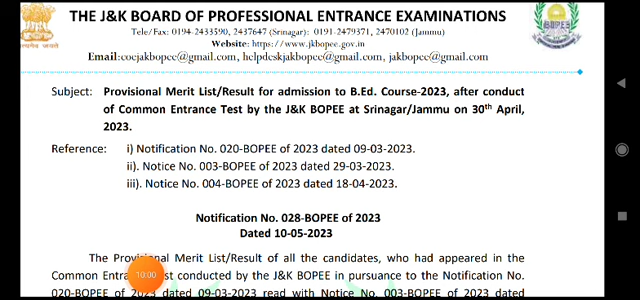 THE J&K BOARD OF PROFESSIONAL ENTRANCE EXAMINATIONS
Tele/Fax: 0194-2433590, 2437647 (Srinagar): 0191-2479371, 2470102 (Jammu)
Website: https://www.jkbopee.gov.in
Email:coejakbopee@gmail.com, helpdeskjakbopee@gmail.com, jakbopee@gmail.com
Subject: Provisional Merit List/Result for admission to B.Ed. Course-2023, after conduct
of Common Entrance Test by the J&K BOPEE at Srinagar/Jammu on 30th April,
2023.
Reference: i) Notification No. 020-BOPEE of 2023 dated 09-03-2023.
ii). Notice No. 003-BOPEE of 2023 dated 29-03-2023.
iii). Notice No. 004-BOPEE of 2023 dated 18-04-2023.
Notification No. 028-BOPEE of 2023
Dated 10-05-2023
The Provisional Merit List/Result of all the candidates, who had appeared in the
Common Entra st conducted by the J&K BOPEE in pursuance to the Notification No.
10:00
020-BOPEE of 2023 dated 09-03-2023 read with Notice No. 003-BOPEE of 2023 dated